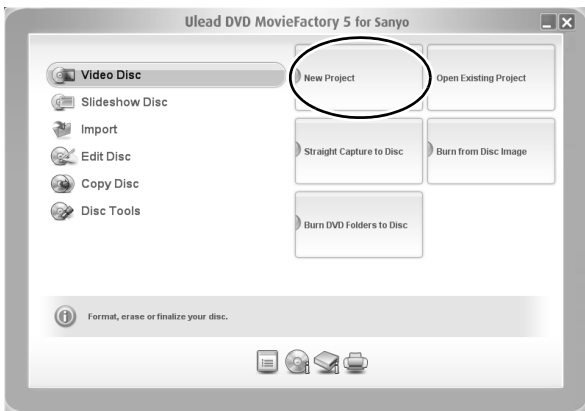 Ulead DVD MovieFactory 5 for Sanyo
Video Disc
Slideshow Disc
Import
Edit Disc
Copy Disc
Disc Tools
New Project
Open Existing Project
Straight Capture to Disc
Burn from Disc Image
Burn DVD Folders to Disc
Format, erase or finalize your disc.